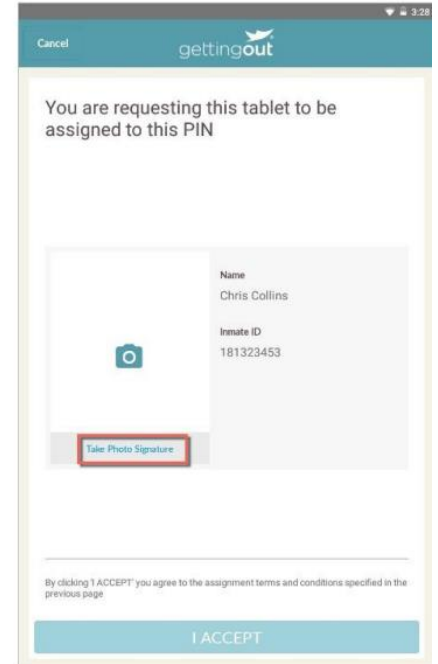 3:28
Cancel
gettingout
You are requesting this tablet to be
assigned to this PIN
Name
Chris Collins
Inmate ID
181323453
Take Photo Signature
By clicking 'I ACCEPT' you agree to the assignment terms and conditions specified in the
previous page
I ACCEPT